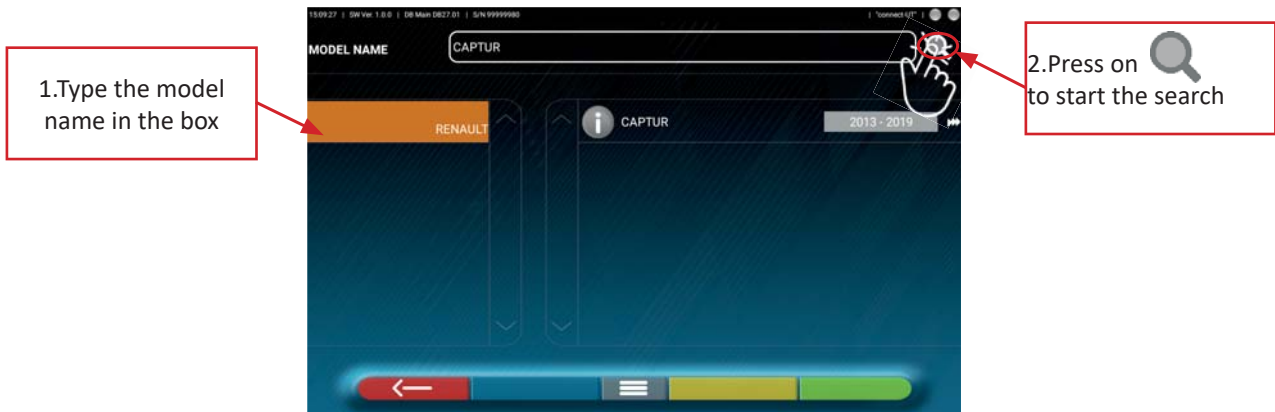 15:09:27 | SW Ver. 1.0.0 | DB Main DB27.01 | S/N 99999980
| "connect-UT" |
MODEL NAME
CAPTUR
1.Type the model
name in the box
2.Press on
to start the search
RENAULT
CAPTUR
2013 - 2019